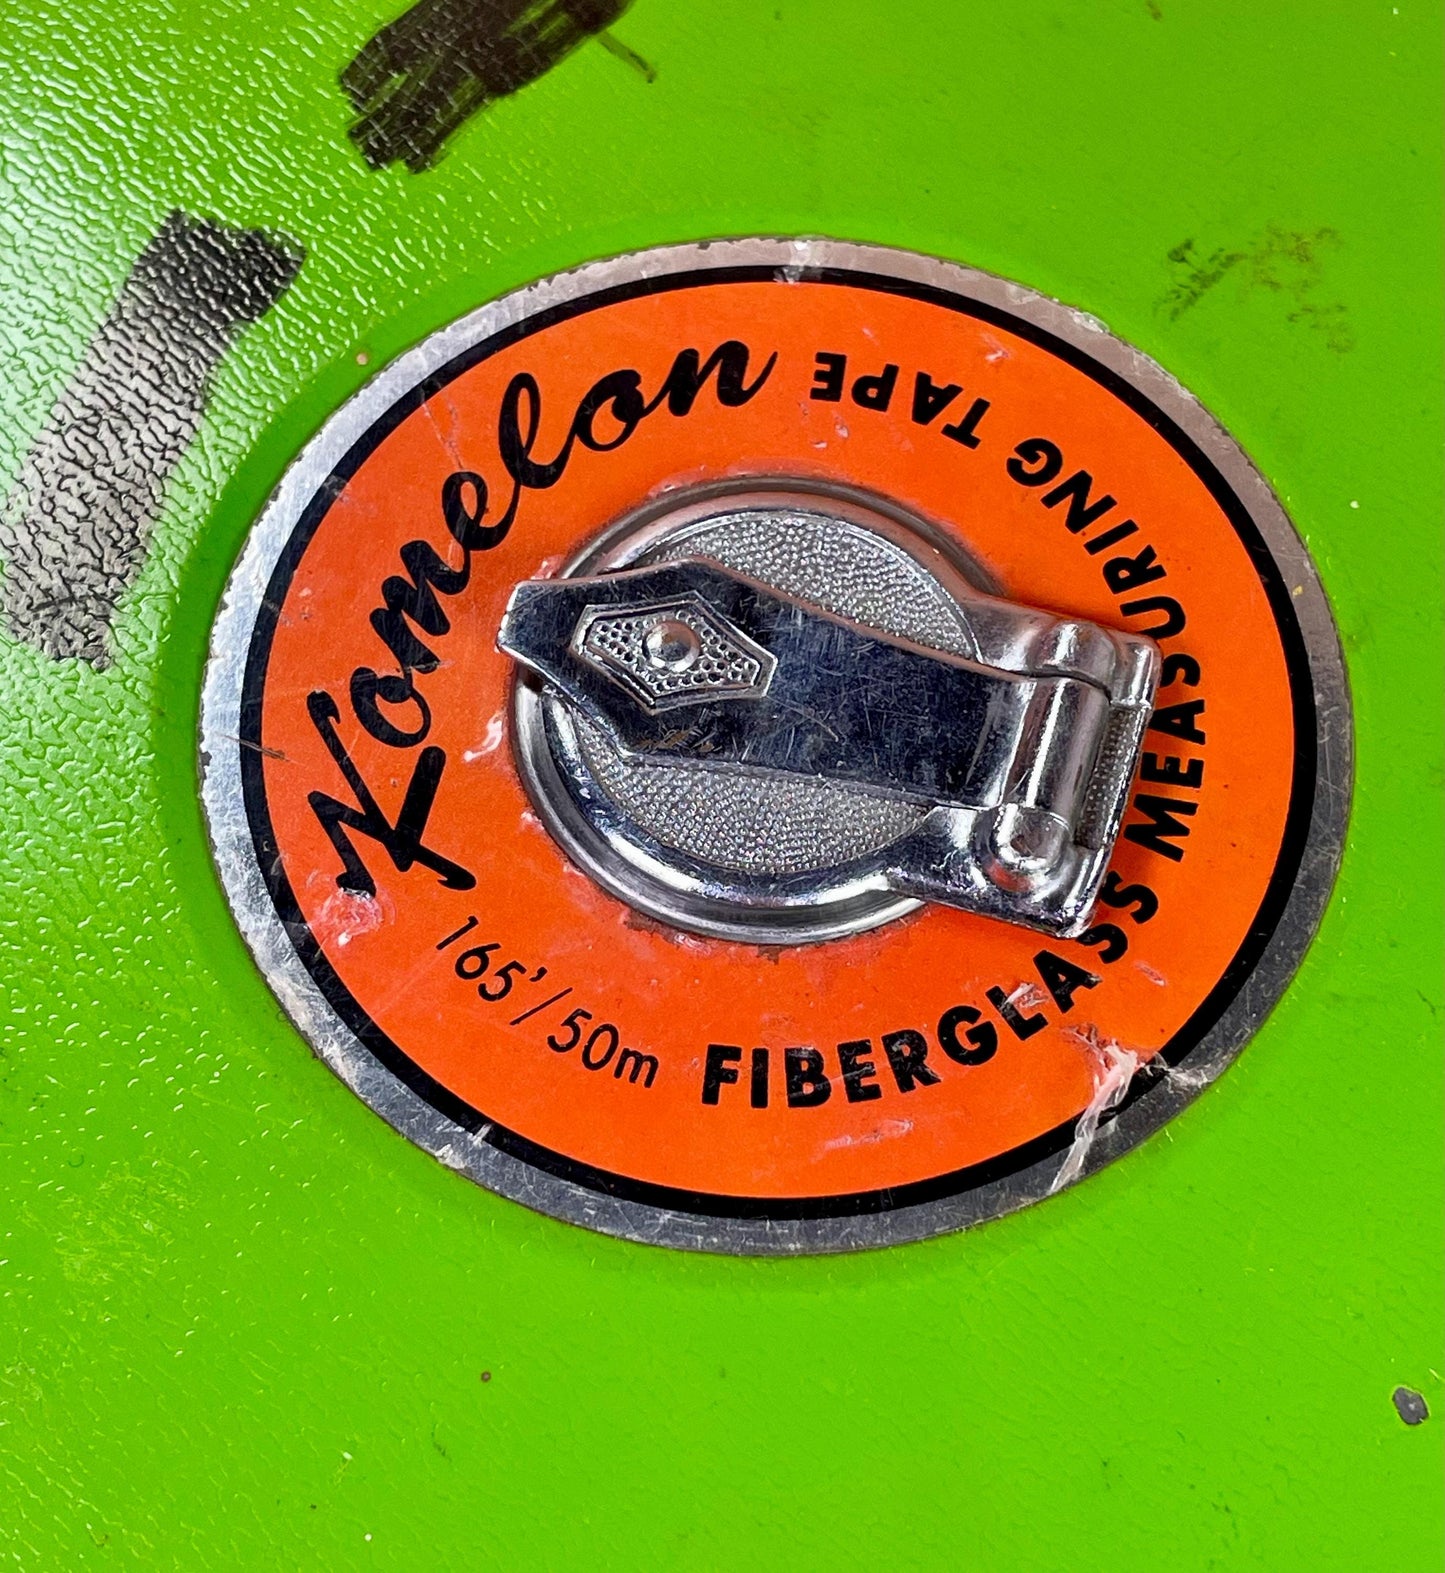 Komelon
165'/50m
FIBERGLASS MEASURING TAPE